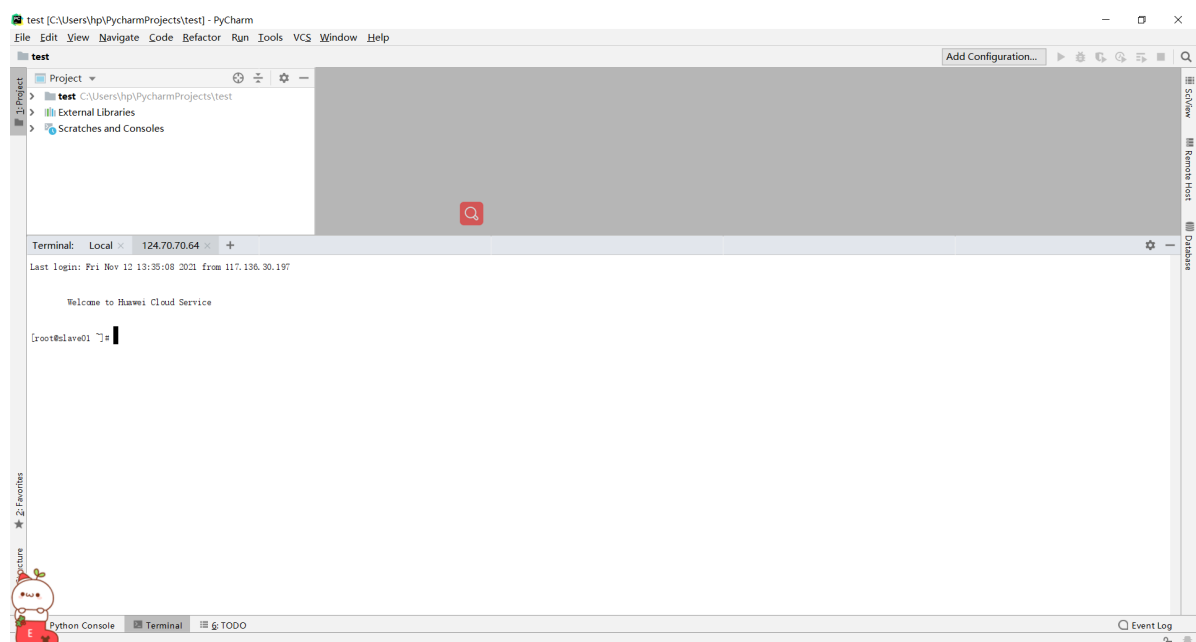 test [C:\Users\hp\PycharmProjects\test] - PyCharm
File Edit View Navigate Code Refactor Run Tools VCS Window Help
test
Add Configuration...
1: Project
Project
test C:\Users\hp\PycharmProjects\test
External Libraries
Scratches and Consoles
SciView
Remote Host
Database
Terminal: Local 124.70.70.64
Last login: Fri Nov 12 13:35:08 2021 from 117.136.30.197
Welcome to Huawei Cloud Service
[root@slave01 ~]#
2: Favorites
E
Python Console Terminal 6: TODO
Event Log